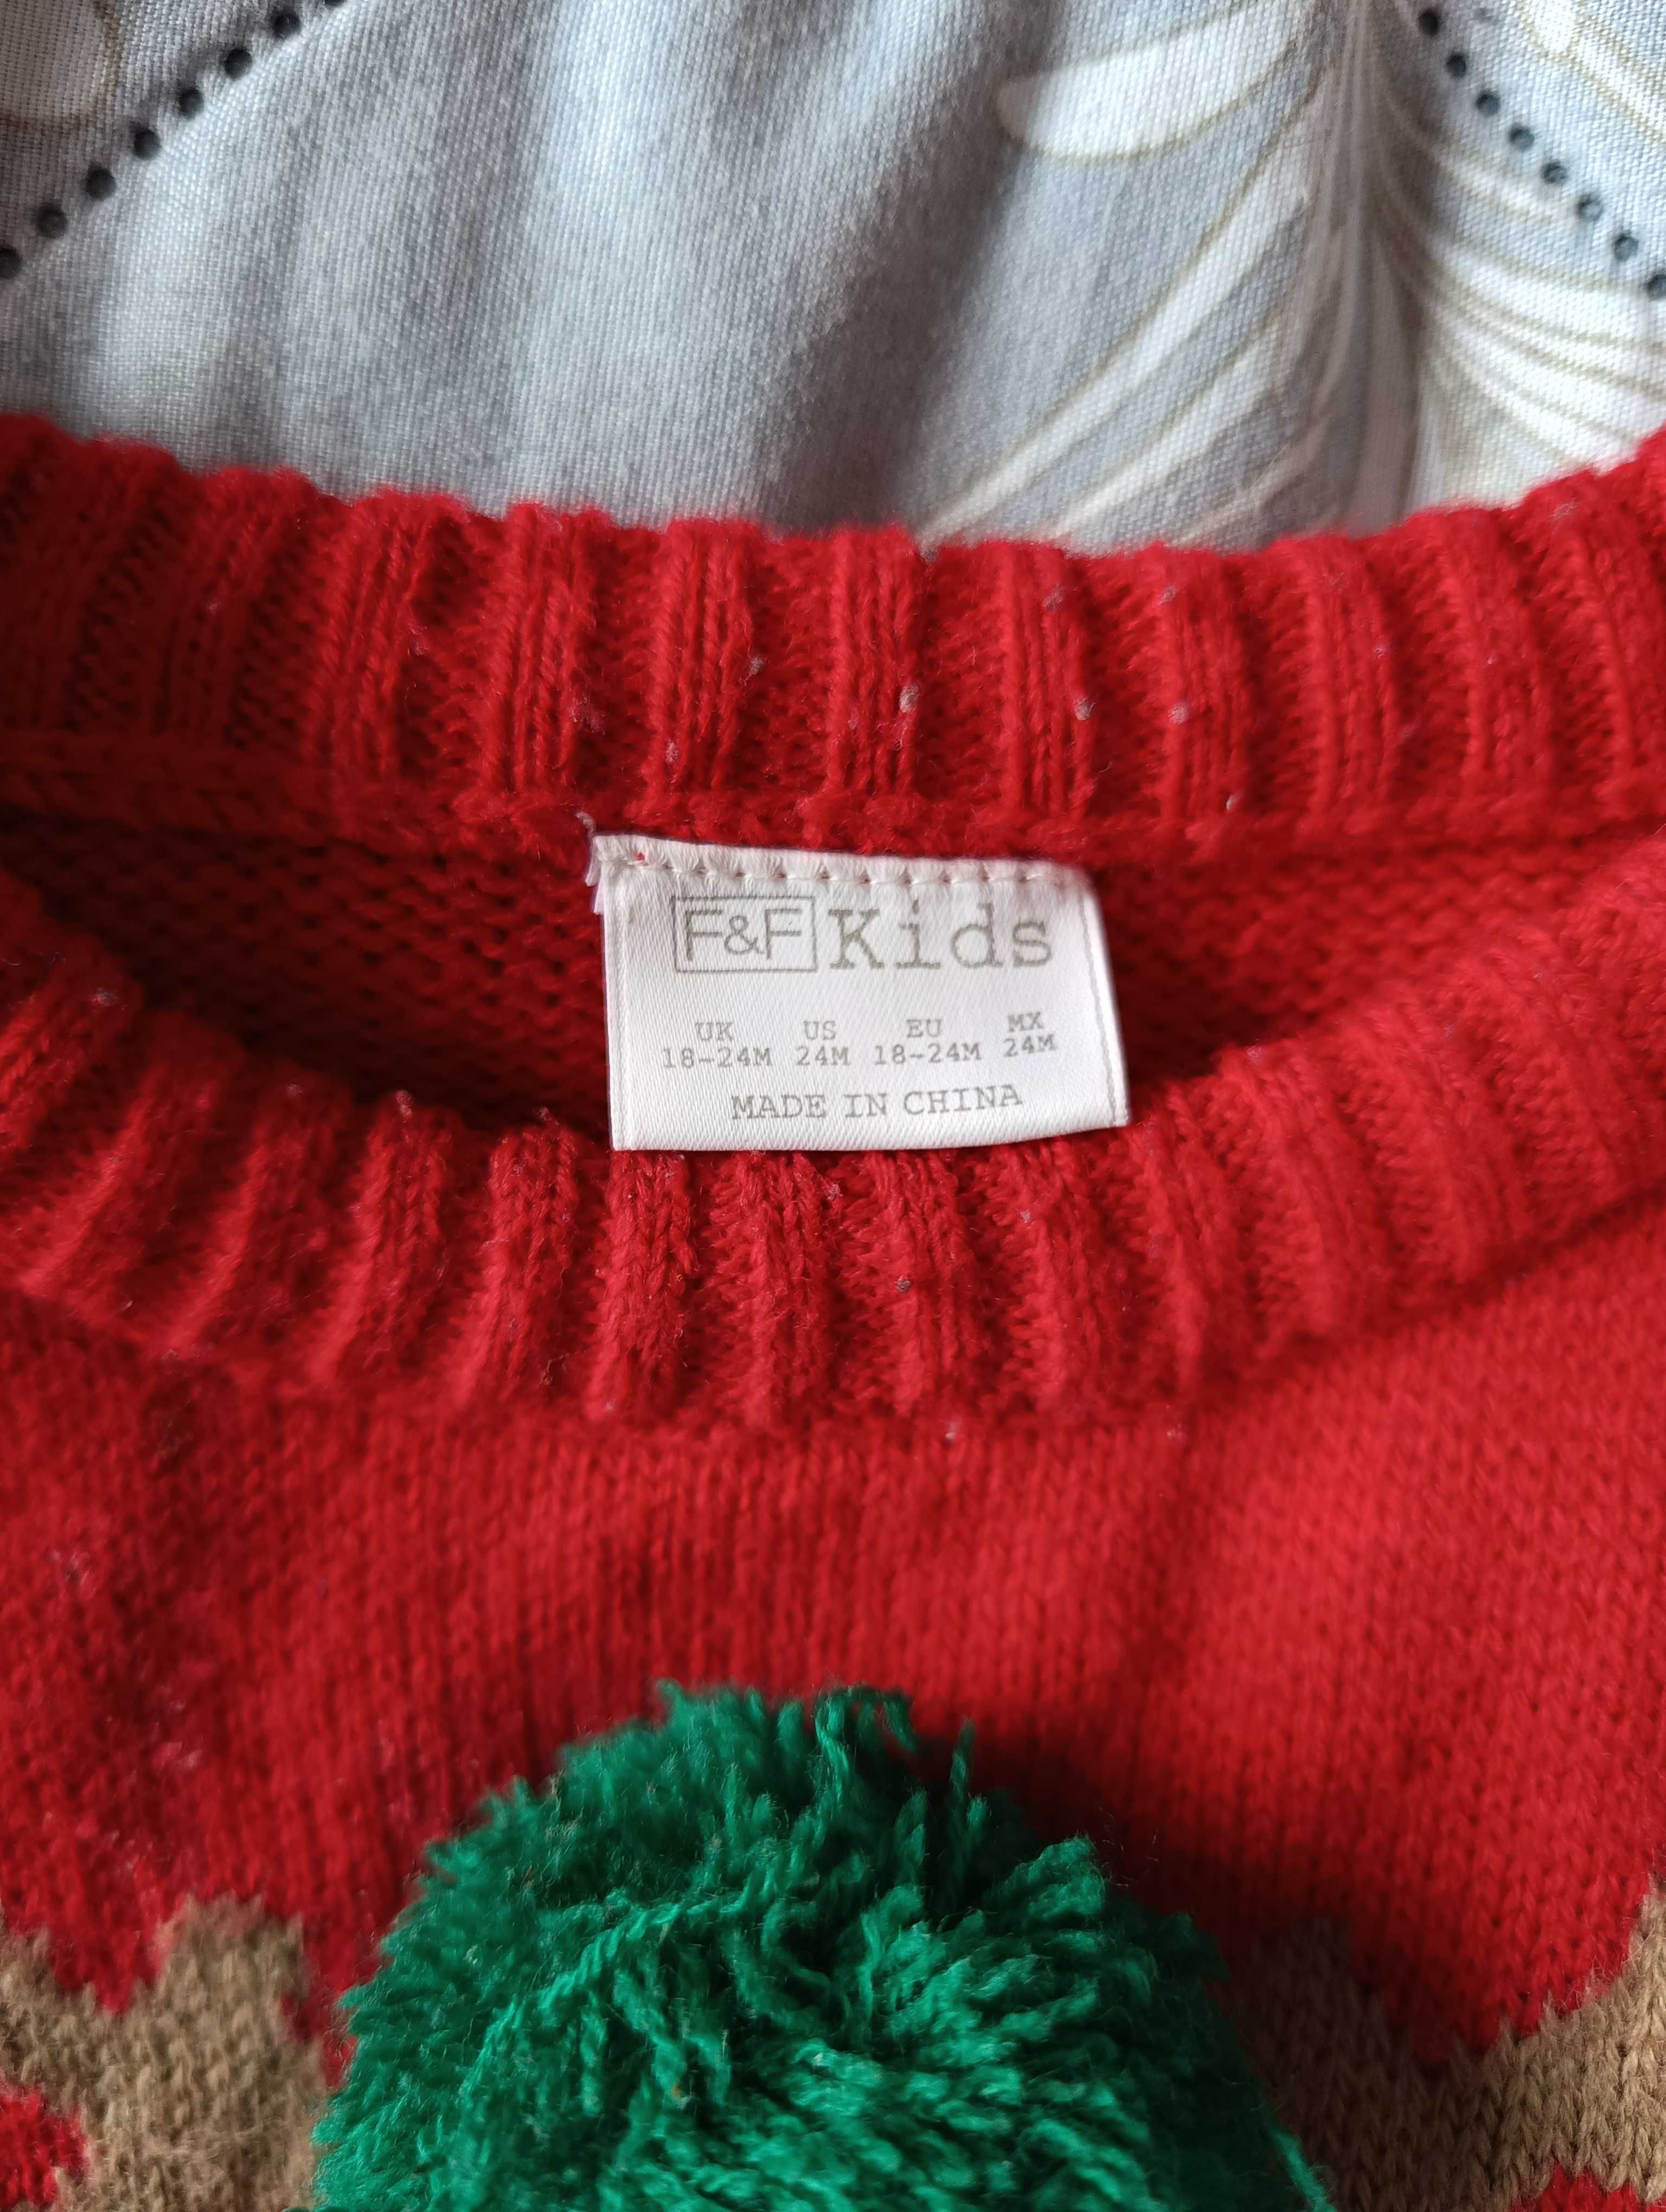 F&F Kids
UK US EU MX
18-24M 24M 18-24M 24M
MADE IN CHINA